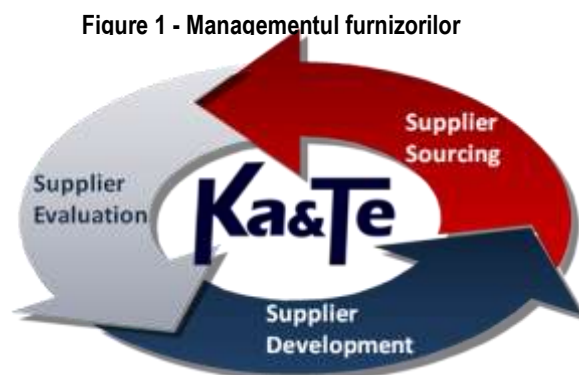 Figure 1 - Managementul furnizorilor
Supplier
Sourcing
Supplier
Evaluation
Ka&Te
Supplier
Development